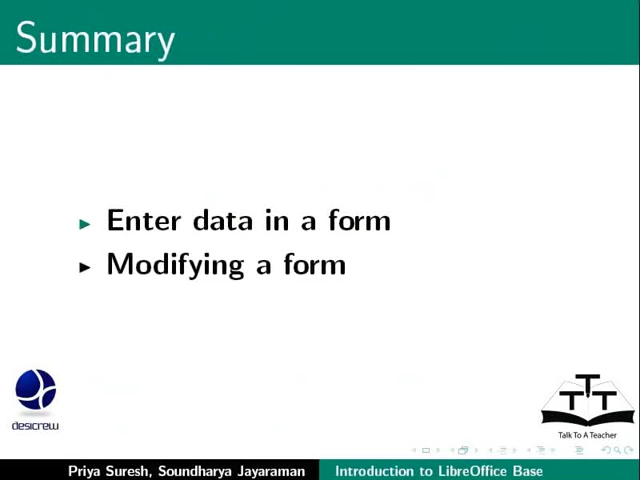 Summary
Enter data in a form
Modifying a form
desicrew
TTT
Talk To A Teacher
Priya Suresh, Soundharya Jayaraman
Introduction to LibreOffice Base